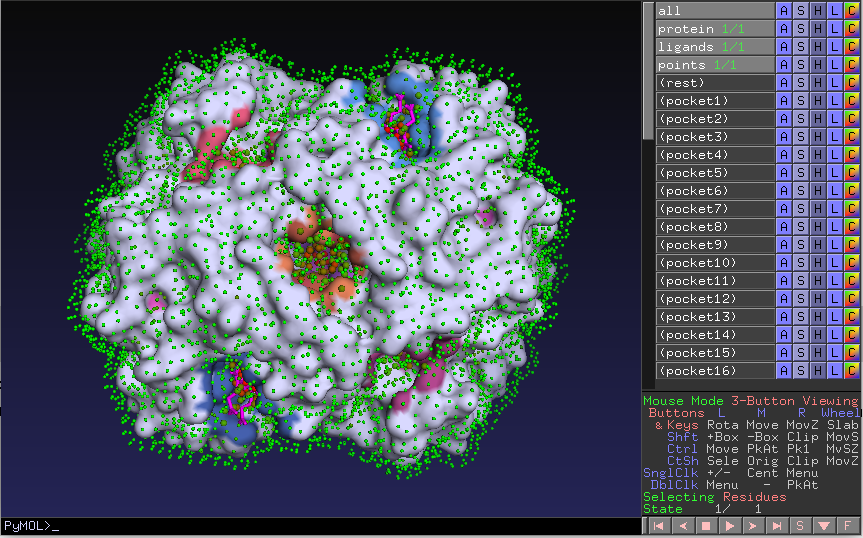 all A S H L C
protein 1/1 A S H L C
ligands 1/1 A S H L C
points 1/1 A S H L C
(rest) A S H L C
(pocket1) A S H L C
(pocket2) A S H L C
(pocket3) A S H L C
(pocket4) A S H L C
(pocket5) A S H L C
(pocket6) A S H L C
(pocket7) A S H L C
(pocket8) A S H L C
(pocket9) A S H L C
(pocket10) A S H L C
(pocket11) A S H L C
(pocket12) A S H L C
(pocket13) A S H L C
(pocket14) A S H L C
(pocket15) A S H L C
(pocket16) A S H L C
Mouse Mode 3-Button Viewing
Buttons L M R Wheel
& Keys Rota Move MovZ Slab
Shft +Box -Box Clip MovS
Ctrl Move PkAt Pk1 MvSZ
CtSh Sele Orig Clip MovZ
SnglClk +/- Cent Menu
DblClk Menu - PkAt
Selecting Residues
State 1/ 1
PyMOL>_
S F